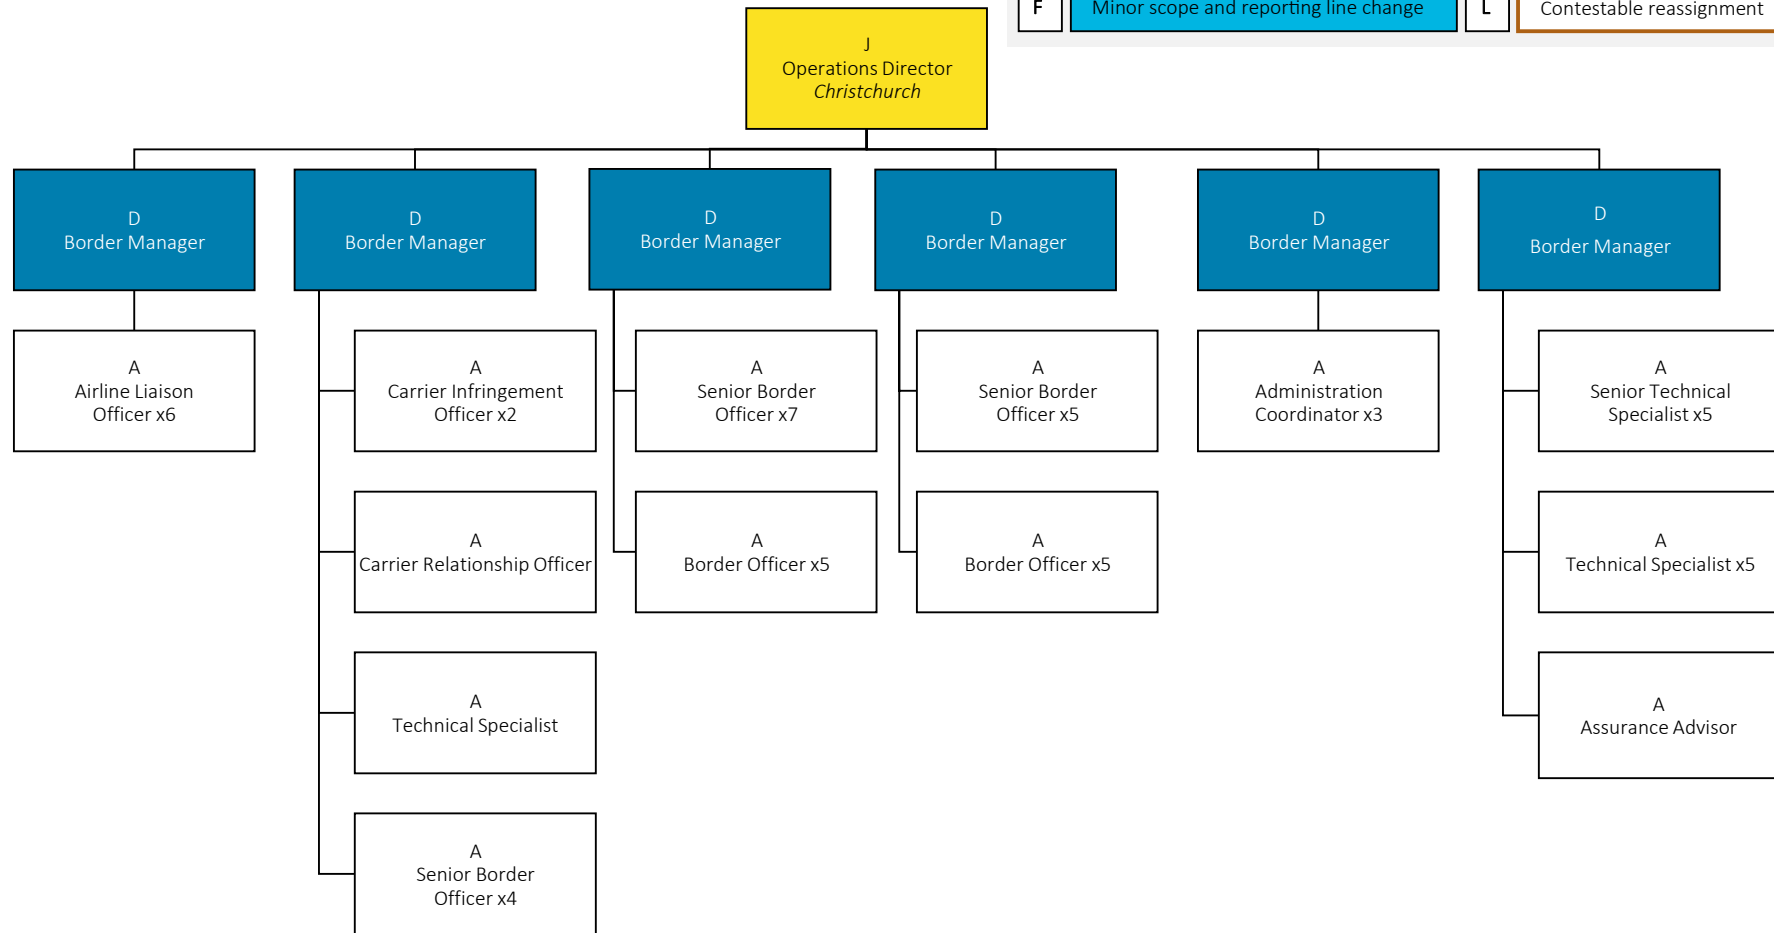 F
Minor scope and reporting line change
L
Contestable reassignment
J
Operations Director
Christchurch
D
Border Manager
D
Border Manager
D
Border Manager
D
Border Manager
D
Border Manager
D
Border Manager
A
Airline Liaison
Officer x6
A
Carrier Infringement
Officer x2
A
Senior Border
Officer x7
A
Senior Border
Officer x5
A
Administration
Coordinator x3
A
Senior Technical
Specialist x5
A
Carrier Relationship Officer
A
Border Officer x5
A
Border Officer x5
A
Technical Specialist x5
A
Technical Specialist
A
Assurance Advisor
A
Senior Border
Officer x4